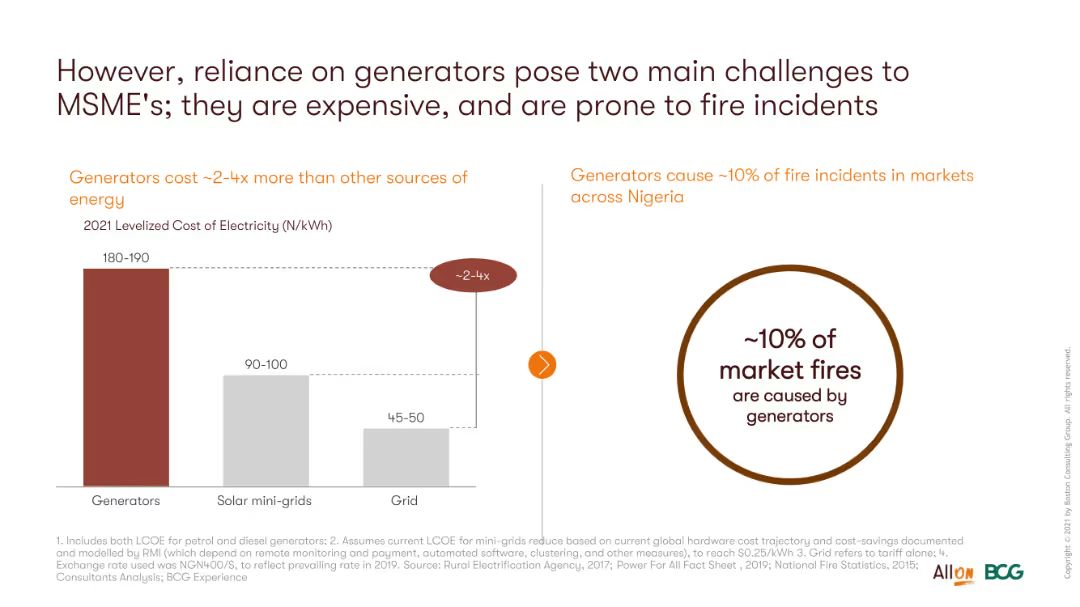 However, reliance on generators pose two main challenges to
MSME's; they are expensive, and are prone to fire incidents
Generators cost ~2-4x more than other sources of
energy
2021 Levelized Cost of Electricity (N/kWh)
180-190
~2-4x
90-100
45-50
Generators
Solar mini-grids
Grid
Generators cause ~10% of fire incidents in markets
across Nigeria
~10% of
market fires
are caused by
generators
1. Includes both LCOE for petrol and diesel generators; 2. Assumes current LCOE for mini-grids reduce based on current global hardware cost trajectory and cost-savings documented
and modelled by RMI (which depend on remote monitoring and payment, automated software, clustering, and other measures), to reach $0.25/kWh 3. Grid refers to tariff alone; 4.
Exchange rate used was NGN400/$, to reflect prevailing rate in 2019. Source: Rural Electrification Agency, 2017; Power For All Fact Sheet , 2019; National Fire Statistics, 2015;
Consultants Analysis; BCG Experience
All on
BCG
Copyright © 2021 by Boston Consulting Group. All rights reserved.